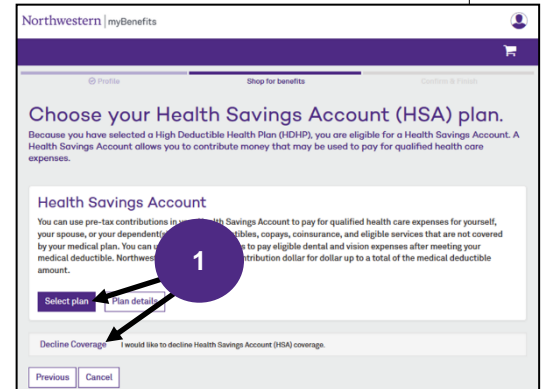 Northwestern | myBenefits
Profile Shop for benefits Confirm & Finish
Choose your Health Savings Account (HSA) plan.
Because you have selected a High Deductible Health Plan (HDHP), you are eligible for a Health Savings Account. A
Health Savings Account allows you to contribute money that may be used to pay for qualified health care
expenses.
Health Savings Account
You can use pre-tax contributions in Savings Account to pay for qualified health care expenses for yourself,
your spouse, or your copays, coinsurance, and eligible services that are not covered
by your medical plan. You can to pay eligible dental and vision expenses after meeting your
medical deductible. dollar for dollar up to a total of the medical deductible
amount.
1
Select plan Plan details
Decline Coverage I would like to decline Health Savings Account (HSA) coverage.
Previous Cancel